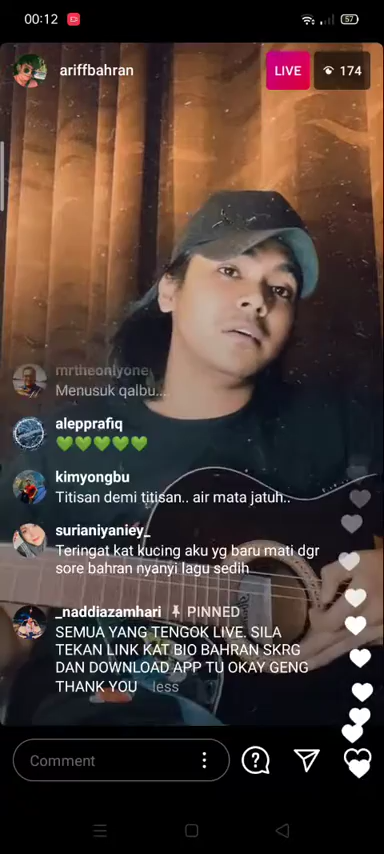 00:12
57
ariffbahran
LIVE
174
mrtheonlyone
Menusuk qalbu....
alepprafiq
kimyongbu
Titisan demi titisan.. air mata jatuh..
surianiyaniey_
Teringat kat kucing aku yg baru mati dgr
sore bahran nyanyi lagu sedih
_naddiazamhari PINNED
SEMUA YANG TENGOK LIVE. SILA
TEKAN LINK KAT BIO BAHRAN SKRG
DAN DOWNLOAD APP TU OKAY GENG
THANK YOU less
Comment